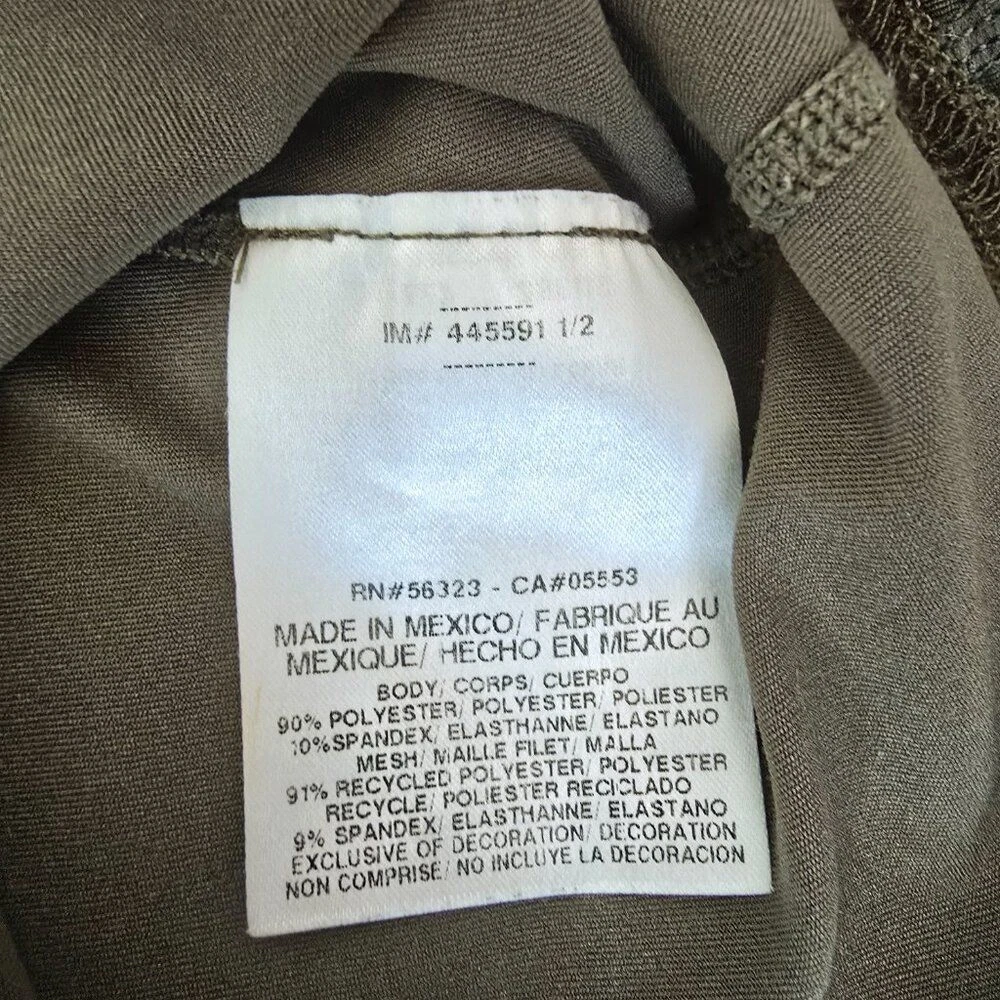 IM# 445591 1/2
RN#56323 - CA#05553
MADE IN MEXICO/ FABRIQUE AU
MEXIQUE/ HECHO EN MEXICO
BODY/ CORPS/ CUERPO
90% POLYESTER/ POLYESTER/ POLIESTER
10%SPANDEX/ ELASTHANNE/ ELASTANO
MESH/ MAILLE FILET/ MALLA
91% RECYCLED POLYESTER/ POLYESTER
RECYCLE/ POLIESTER RECICLADO
9% SPANDEX/ ELASTHANNE/ ELASTANO
EXCLUSIVE OF DECORATION/ DECORATION
NON COMPRISE/ NO INCLUYE LA DECORACION